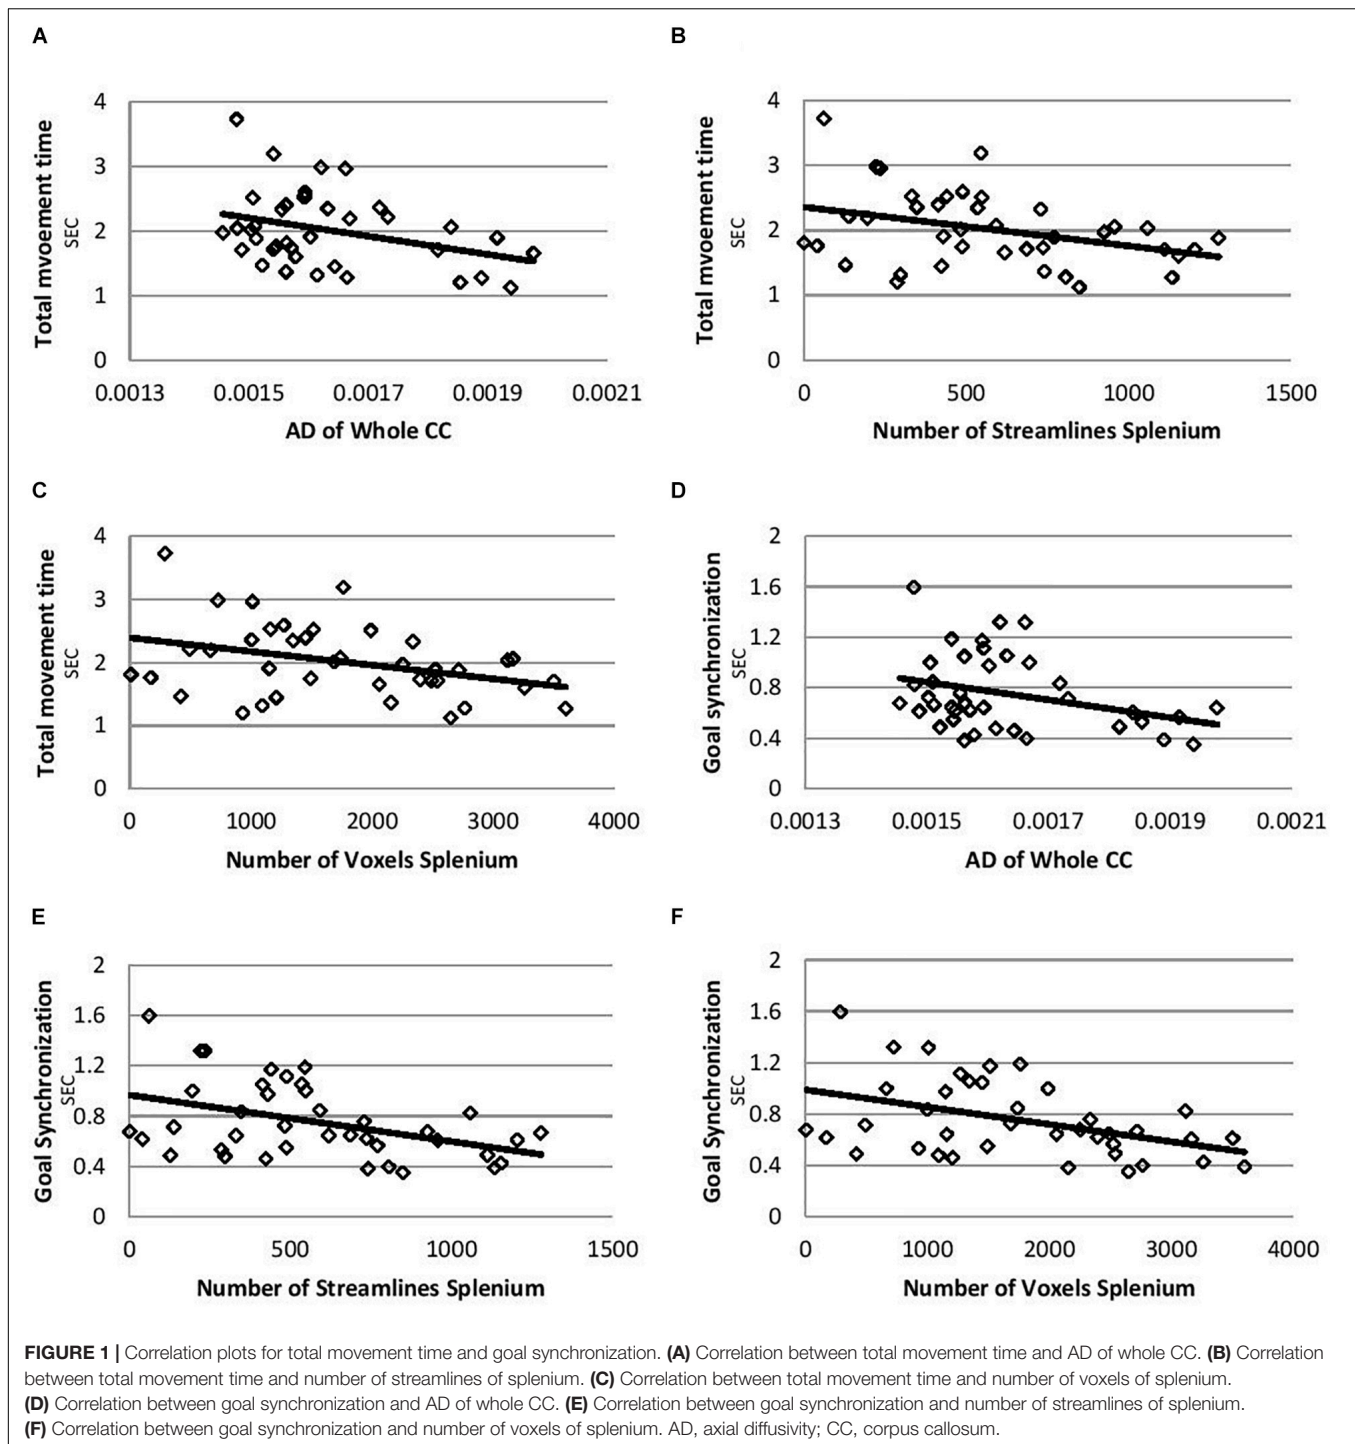 A
4
3
2
1
0
Total mvoement time
SEC
0.0013 0.0015 0.0017 0.0019 0.0021
AD of Whole CC
B
4
3
2
1
0
Total mvoement time
SEC
0 500 1000 1500
Number of Streamlines Splenium
C
4
3
2
1
0
Total movement time
SEC
0 1000 2000 3000 4000
Number of Voxels Splenium
D
2
1.6
1.2
0.8
0.4
0
Goal synchronization
SEC
0.0013 0.0015 0.0017 0.0019 0.0021
AD of Whole CC
E
2
1.6
1.2
0.8
0.4
0
Goal Synchronization
SEC
0 500 1000 1500
Number of Streamlines Splenium
F
2
1.6
1.2
0.8
0.4
0
Goal Synchronization
SEC
0 1000 2000 3000 4000
Number of Voxels Splenium
FIGURE 1 | Correlation plots for total movement time and goal synchronization. (A) Correlation between total movement time and AD of whole CC. (B) Correlation
between total movement time and number of streamlines of splenium. (C) Correlation between total movement time and number of voxels of splenium.
(D) Correlation between goal synchronization and AD of whole CC. (E) Correlation between goal synchronization and number of streamlines of splenium.
(F) Correlation between goal synchronization and number of voxels of splenium. AD, axial diffusivity; CC, corpus callosum.